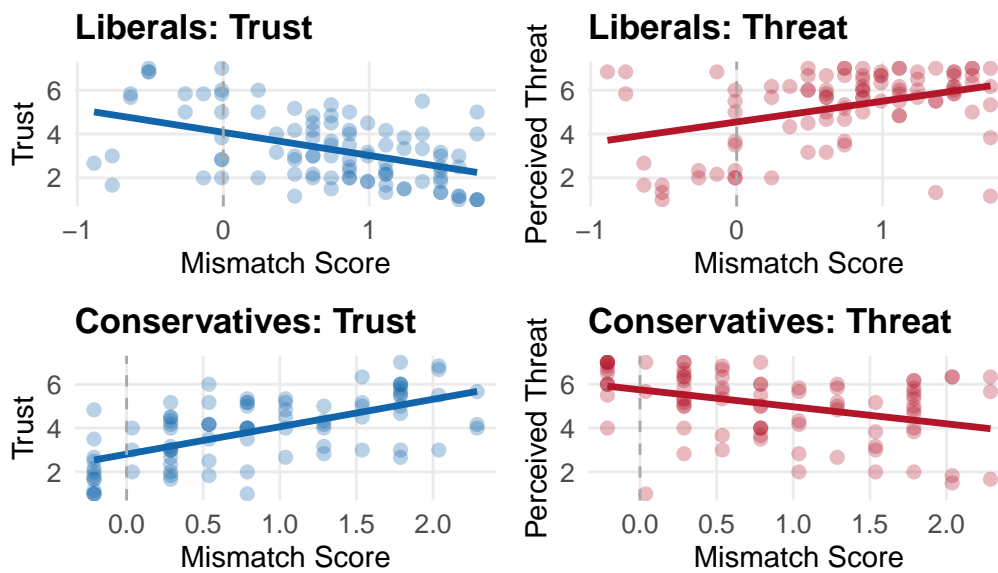 Liberals: Trust
Trust
6
4
2
−1
0
1
Mismatch Score
Liberals: Threat
Perceived Threat
6
4
2
−1
0
1
Mismatch Score
Conservatives: Trust
Trust
6
4
2
0.0
0.5
1.0
1.5
2.0
Mismatch Score
Conservatives: Threat
Perceived Threat
6
4
2
0.0
0.5
1.0
1.5
2.0
Mismatch Score